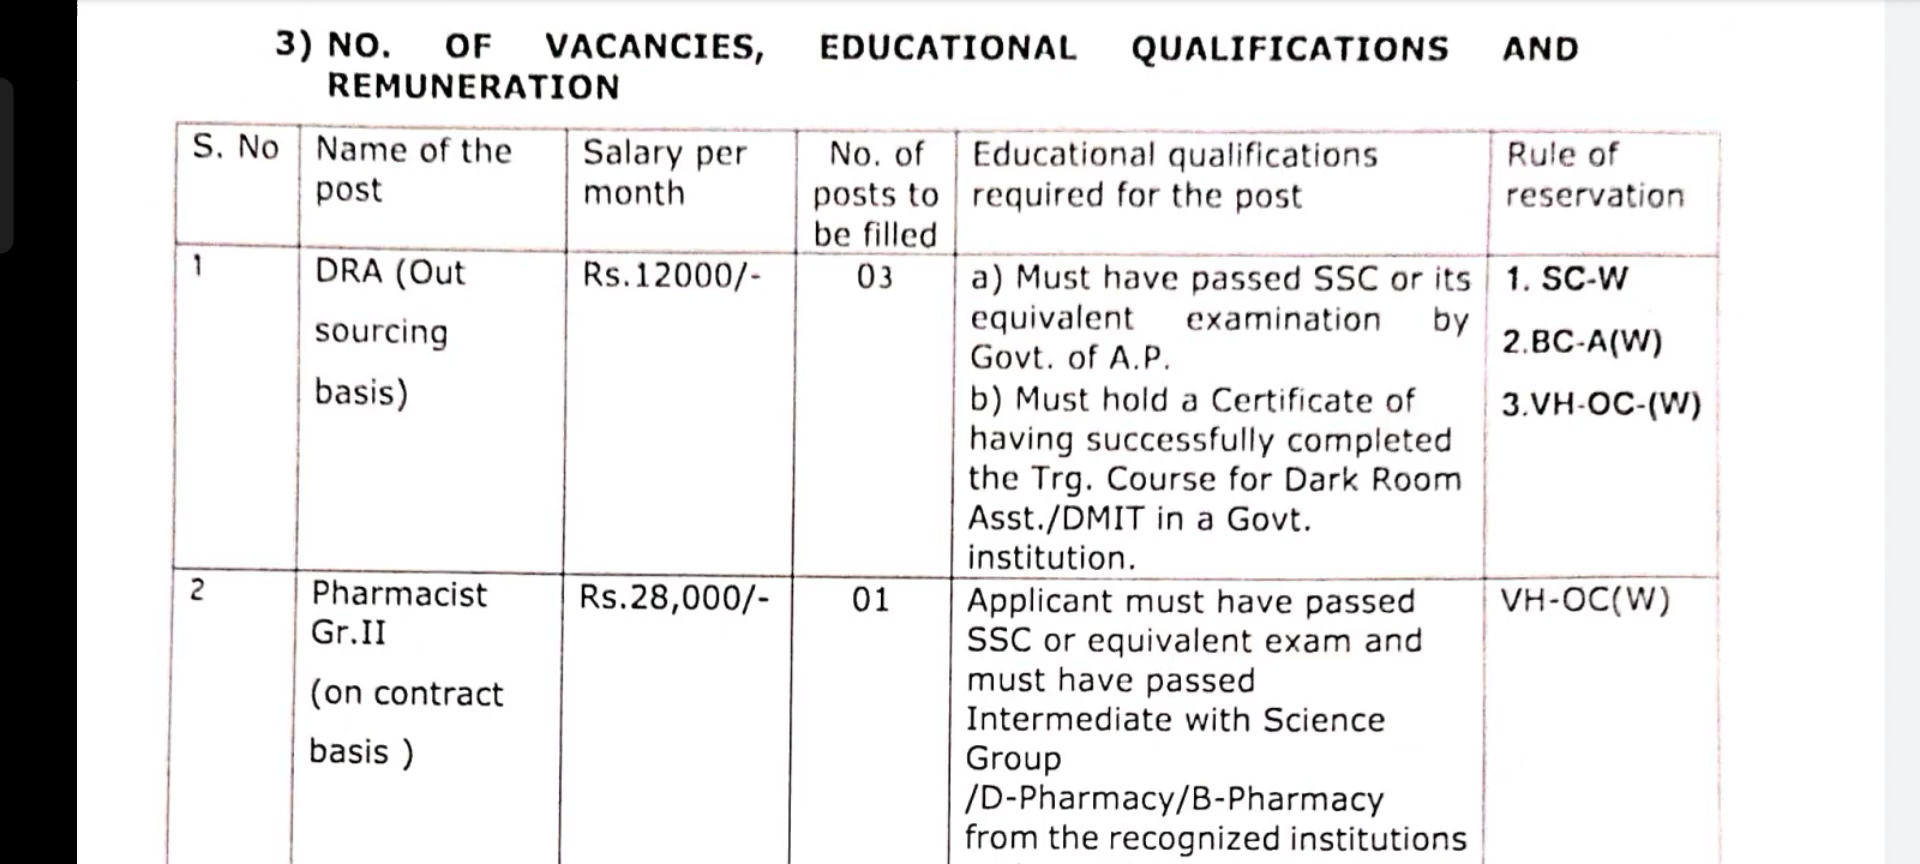 3) NO. OF VACANCIES, EDUCATIONAL QUALIFICATIONS AND
REMUNERATION
S. No
Name of the
post
Salary per
month
No. of
posts to
be filled
Educational qualifications
required for the post
Rule of
reservation
1
DRA (Out
sourcing
basis)
Rs.12000/-
03
a) Must have passed SSC or its
equivalent examination by
Govt. of A.P.
b) Must hold a Certificate of
having successfully completed
the Trg. Course for Dark Room
Asst./DMIT in a Govt.
institution.
1. SC-W
2.BC-A(W)
3.VH-OC-(W)
2
Pharmacist
Gr.II
(on contract
basis )
Rs.28,000/-
01
Applicant must have passed
SSC or equivalent exam and
must have passed
Intermediate with Science
Group
/D-Pharmacy/B-Pharmacy
from the recognized institutions
VH-OC(W)